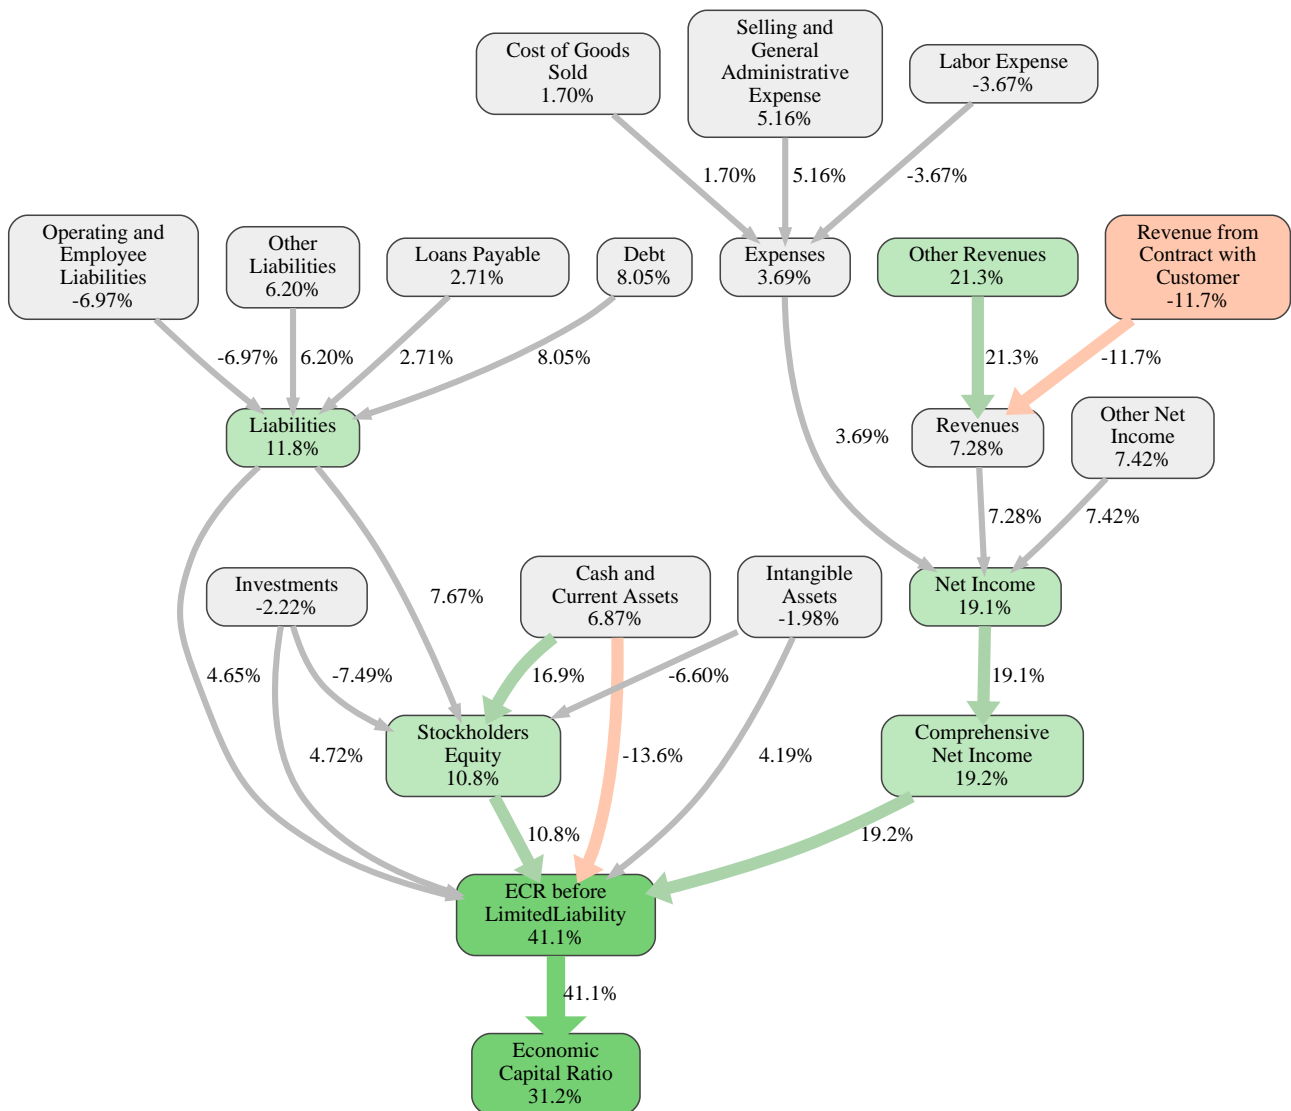 Cost of Goods
Sold
1.70%
Selling and
General
Administrative
Expense
5.16%
Labor Expense
-3.67%
1.70%
5.16%
-3.67%
Operating and
Employee
Liabilities
-6.97%
Other
Liabilities
6.20%
Loans Payable
2.71%
Debt
8.05%
Expenses
3.69%
Other Revenues
21.3%
Revenue from
Contract with
Customer
-11.7%
-6.97%
6.20%
2.71%
8.05%
21.3%
-11.7%
Liabilities
11.8%
3.69%
Revenues
7.28%
Other Net
Income
7.42%
7.28%
7.42%
Investments
-2.22%
7.67%
Cash and
Current Assets
6.87%
Intangible
Assets
-1.98%
Net Income
19.1%
4.65%
-7.49%
16.9%
-6.60%
19.1%
4.72%
Stockholders
Equity
10.8%
-13.6%
4.19%
Comprehensive
Net Income
19.2%
10.8%
19.2%
ECR before
LimitedLiability
41.1%
41.1%
Economic
Capital Ratio
31.2%